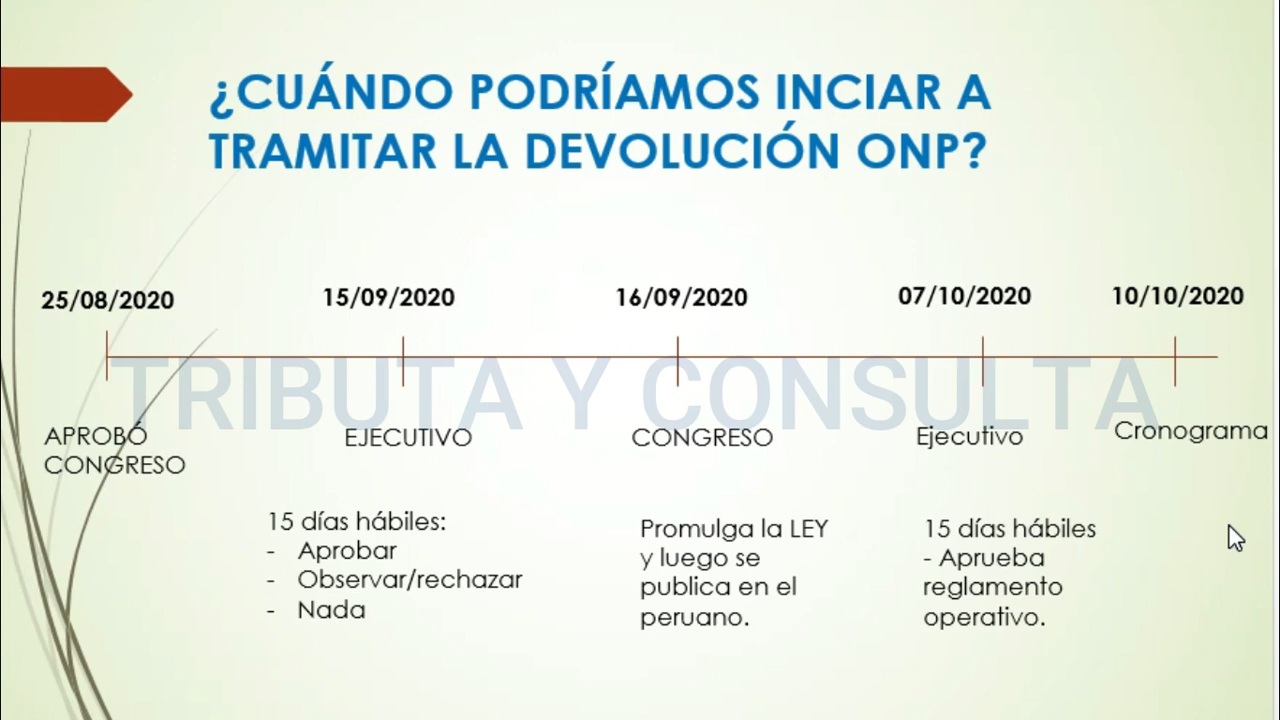 ¿CUÁNDO PODRÍAMOS INCIAR A
TRAMITAR LA DEVOLUCIÓN ONP?
25/08/2020
15/09/2020
16/09/2020
07/10/2020
10/10/2020
TRIBUTA Y CONSULTA
APROBÓ
CONGRESO
EJECUTIVO
CONGRESO
Ejecutivo
Cronograma
15 días hábiles:
- Aprobar
- Observar/rechazar
- Nada
Promulga la LEY
y luego se
publica en el
peruano.
15 días hábiles
- Aprueba
reglamento
operativo.